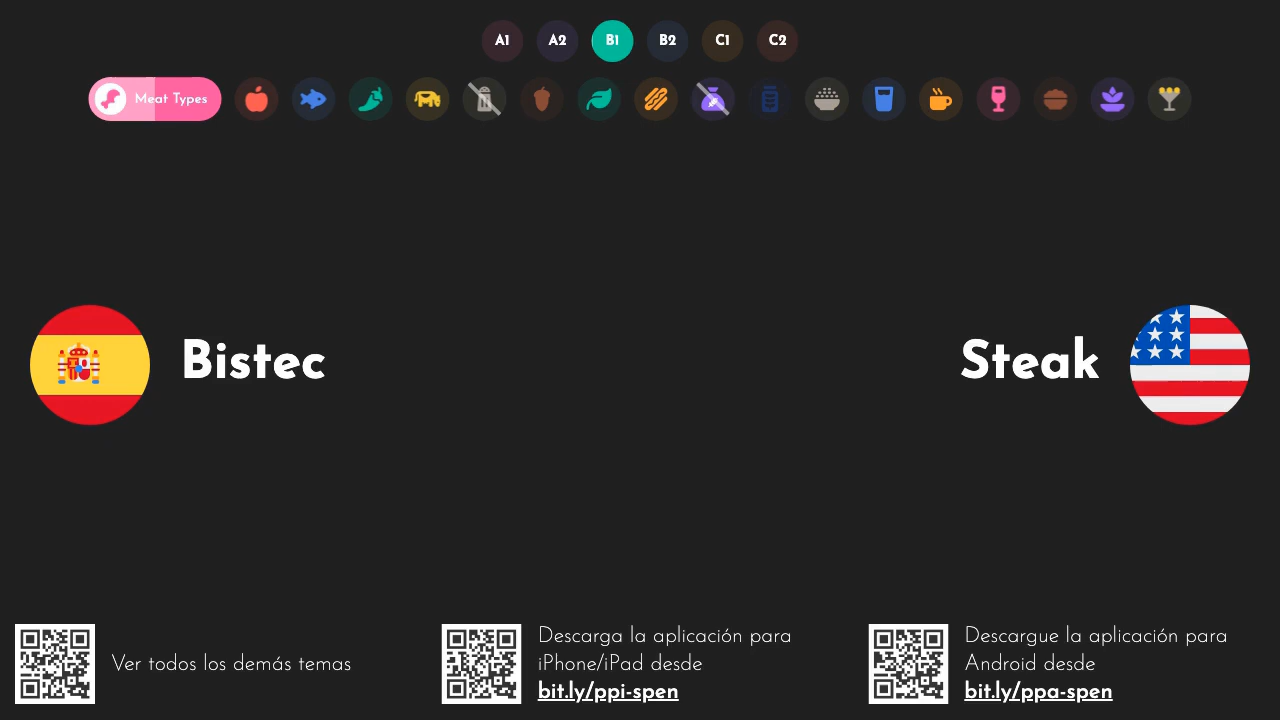 A1 A2 B1 B2 C1 C2
Meat Types
Bistec
Steak
Ver todos los demás temas
Descarga la aplicación para
iPhone/iPad desde
bit.ly/ppi-spen
Descargue la aplicación para
Android desde
bit.ly/ppa-spen